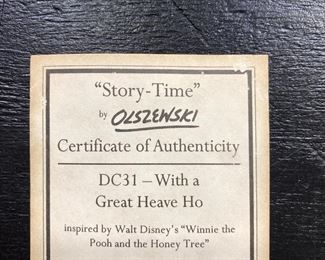 "Story-Time"
by OLSZEWSKI
Certificate of Authenticity
DC31 – With a
Great Heave Ho
inspired by Walt Disney's "Winnie the
Pooh and the Honey Tree"